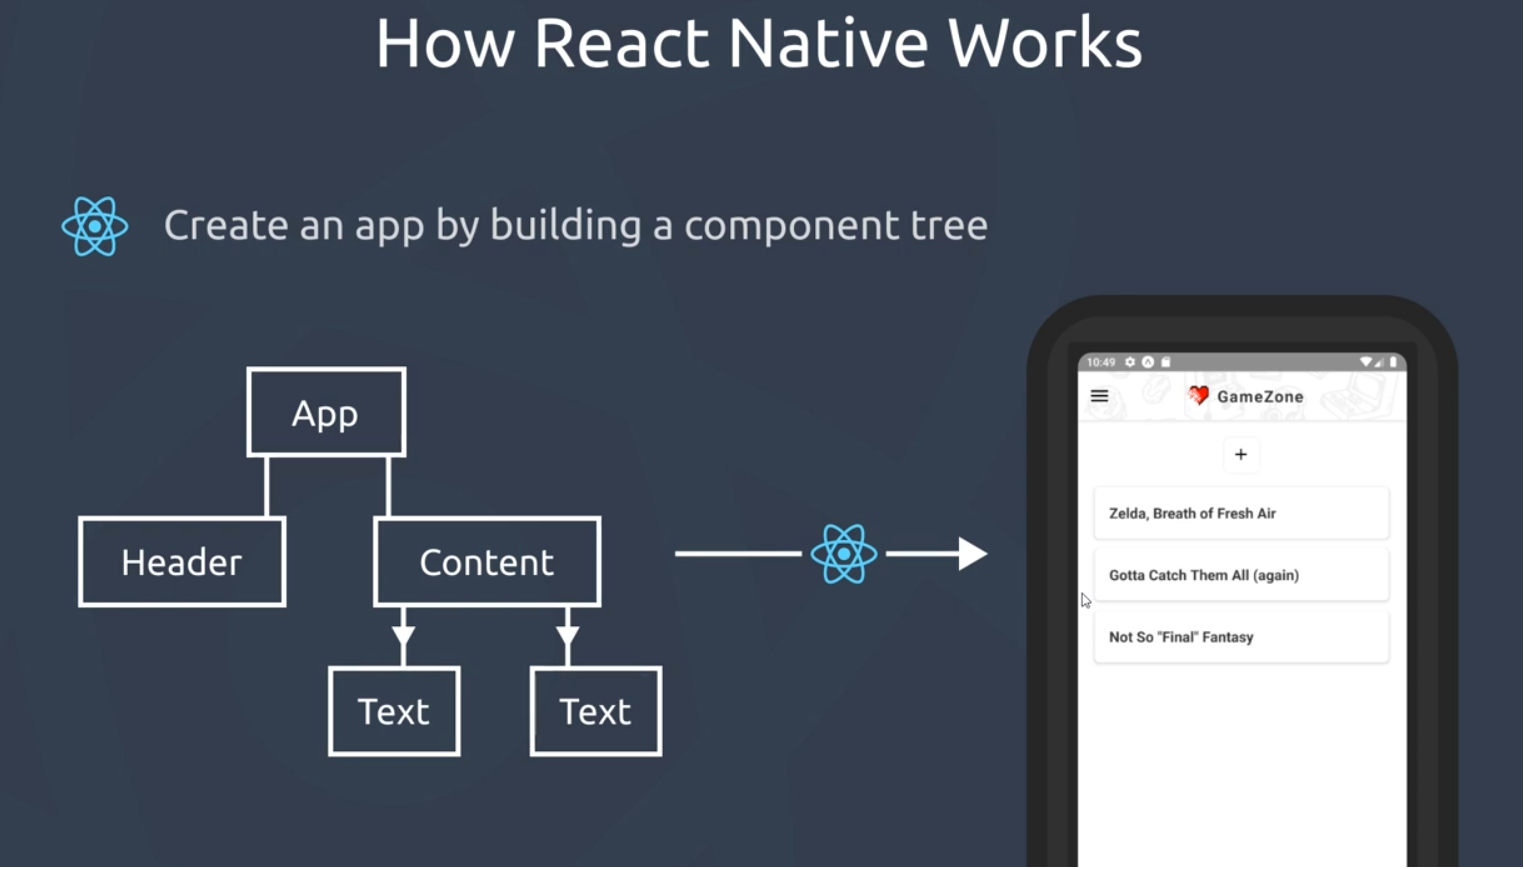 How React Native Works
Create an app by building a component tree
App
Header
Content
Text
Text
10:49
GameZone
+
Zelda, Breath of Fresh Air
Gotta Catch Them All (again)
Not So "Final" Fantasy